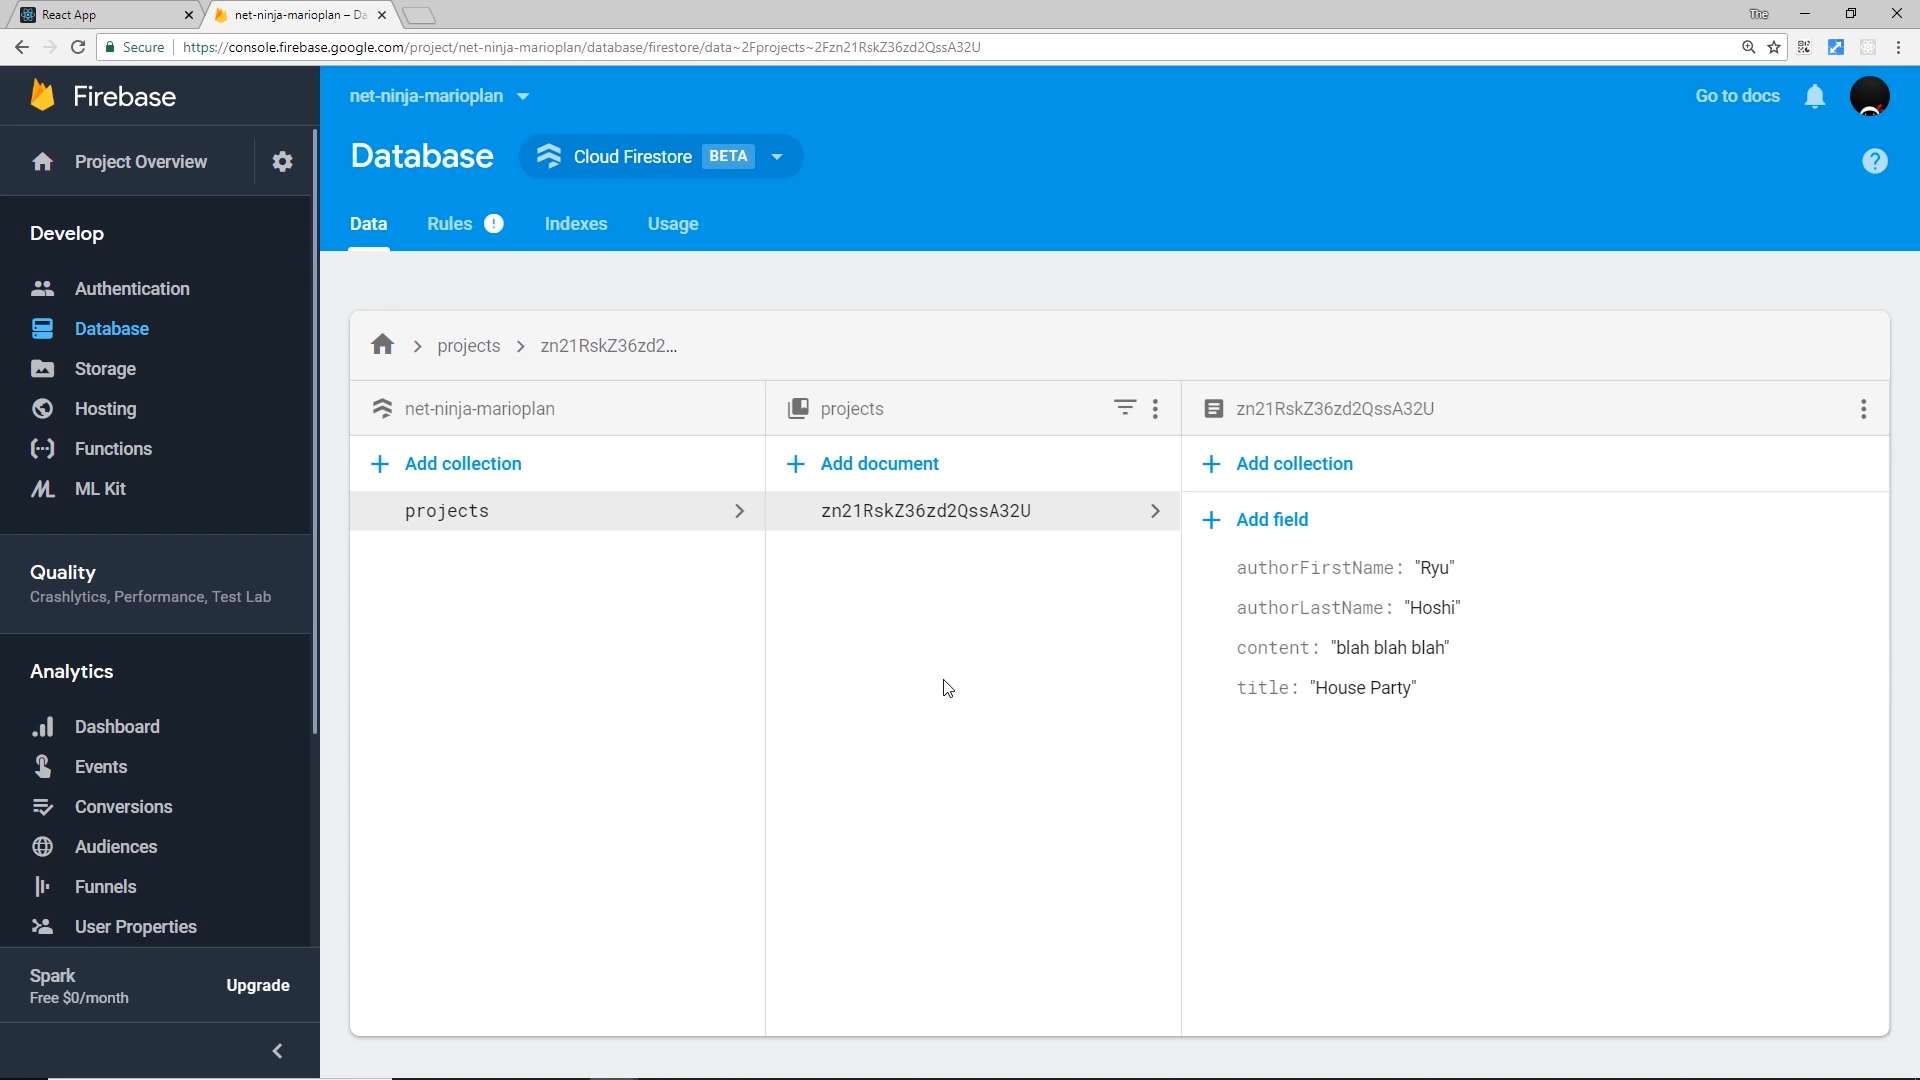 React App
net-ninja-marioplan – Da
The
Secure
https://console.firebase.google.com/project/net-ninja-marioplan/database/firestore/data~2Fprojects~2Fzn21RskZ36zd2QssA32U
Firebase
Project Overview
Develop
Authentication
Database
Storage
Hosting
Functions
ML Kit
Quality
Crashlytics, Performance, Test Lab
Analytics
Dashboard
Events
Conversions
Audiences
Funnels
User Properties
Spark
Free $0/month
Upgrade
net-ninja-marioplan
Go to docs
Database
Cloud Firestore BETA
Data
Rules
Indexes
Usage
projects
zn21RskZ36zd2...
net-ninja-marioplan
Add collection
projects
projects
Add document
zn21RskZ36zd2QssA32U
zn21RskZ36zd2QssA32U
Add collection
Add field
authorFirstName: "Ryu"
authorLastName: "Hoshi"
content: "blah blah blah"
title: "House Party"